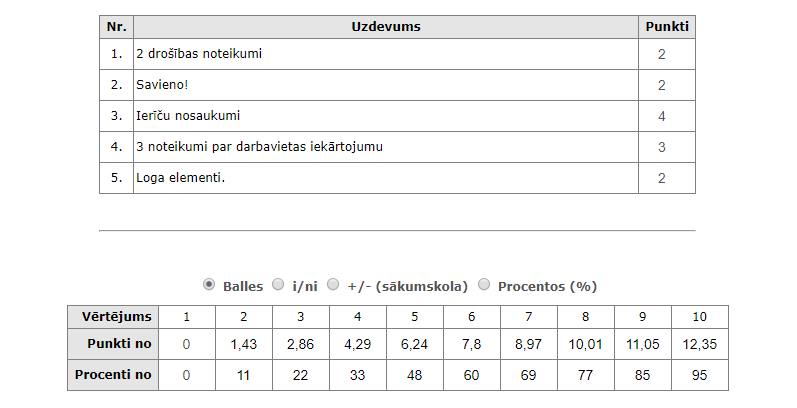 Nr. Uzdevums Punkti
1. 2 drošības noteikumi 2
2. Savieno! 2
3. Ierīču nosaukumi 4
4. 3 noteikumi par darbavietas iekārtojumu 3
5. Loga elementi. 2
Balles i/ni +/- (sākumskola) Procentos (%)
Vērtējums 1 2 3 4 5 6 7 8 9 10
Punkti no 0 1,43 2,86 4,29 6,24 7,8 8,97 10,01 11,05 12,35
Procenti no 0 11 22 33 48 60 69 77 85 95